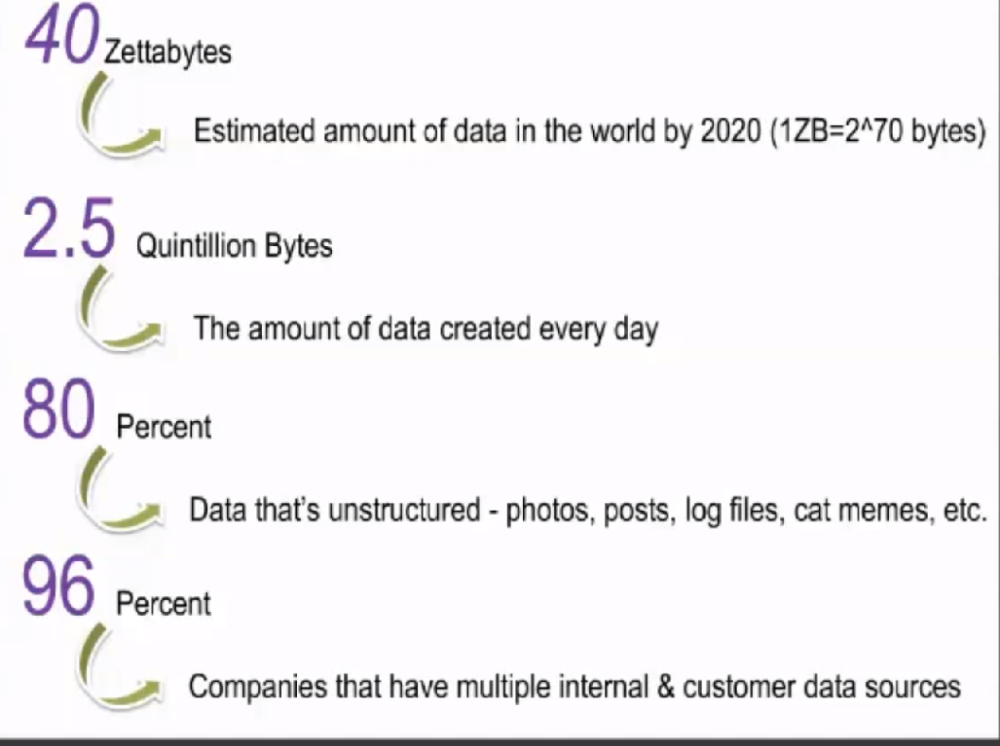 40 Zettabytes
Estimated amount of data in the world by 2020 (1ZB=2^70 bytes)
2.5 Quintillion Bytes
The amount of data created every day
80 Percent
Data that's unstructured - photos, posts, log files, cat memes, etc.
96 Percent
Companies that have multiple internal & customer data sources